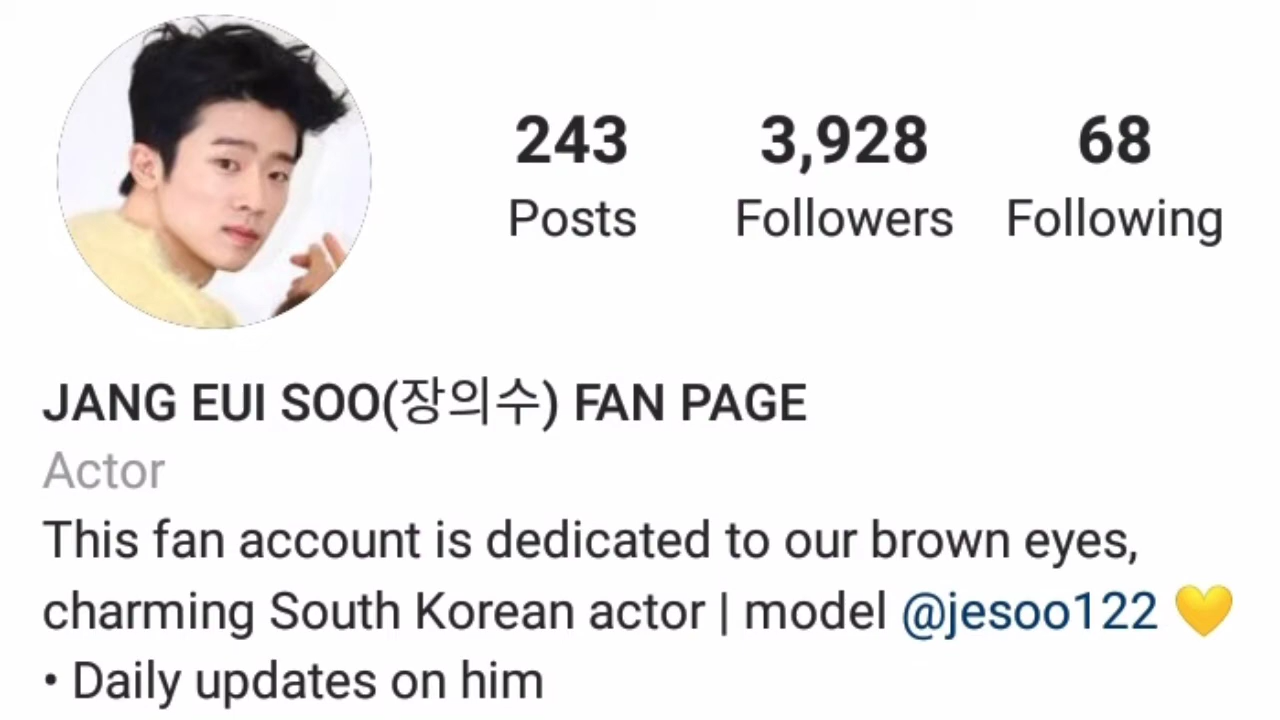 243 3,928 68
Posts Followers Following
JANG EUI SOO(장의수) FAN PAGE
Actor
This fan account is dedicated to our brown eyes,
charming South Korean actor | model @jesoo122 💛
• Daily updates on him